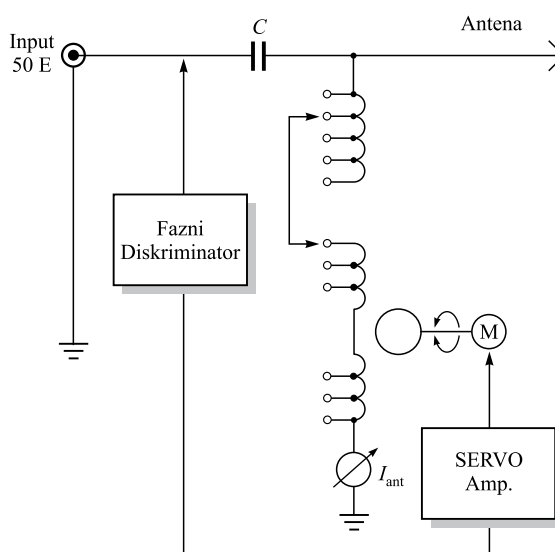 Input
50 E
C
Antena
Fazni
Diskriminator
M
SERVO
Amp.
I_ant